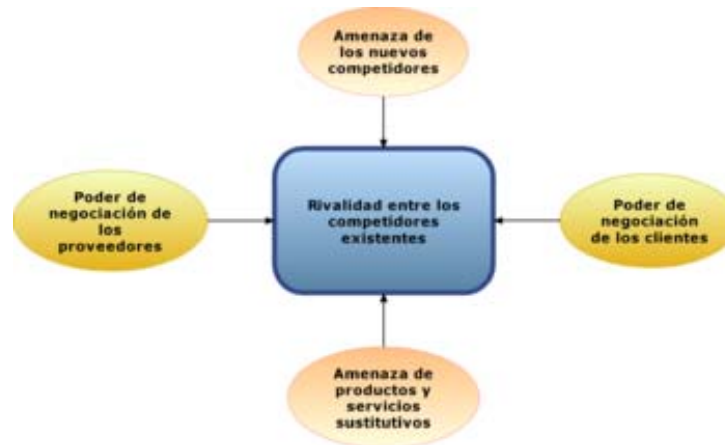 Amenaza de
los nuevos
competidores
Poder de
negociación de
los
proveedores
Rivalidad entre los
competidores
existentes
Poder de
negociación
de los clientes
Amenaza de
productos y
servicios
sustitutivos